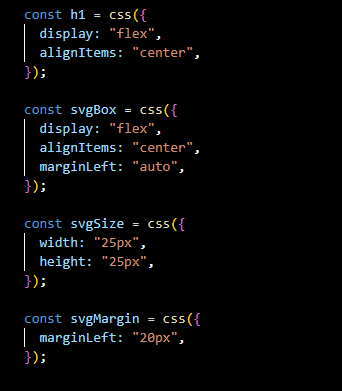 const h1 = css({
  display: "flex",
  alignItems: "center",
});

const svgBox = css({
  display: "flex",
  alignItems: "center",
  marginLeft: "auto",
});

const svgSize = css({
  width: "25px",
  height: "25px",
});

const svgMargin = css({
  marginLeft: "20px",
});